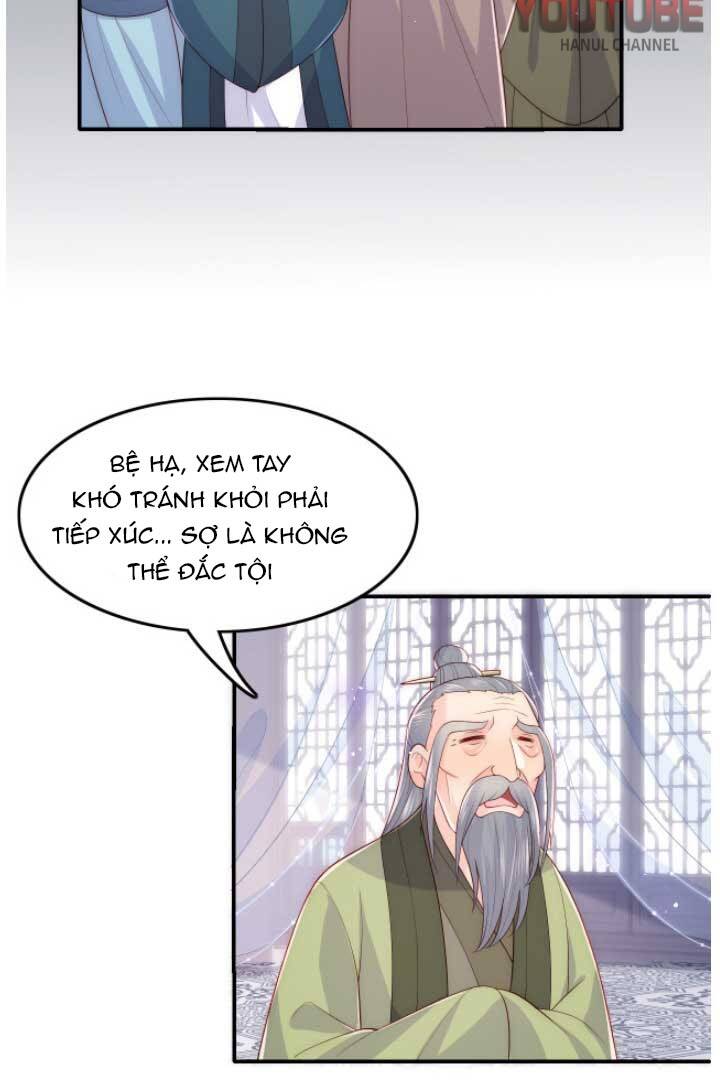 YOUTUBE
HANUL CHANNEL
BỆ HẠ, XEM TAY
KHÓ TRÁNH KHỎI PHẢI
TIẾP XÚC... SỢ LÀ KHÔNG
THỂ ĐẮC TỘI